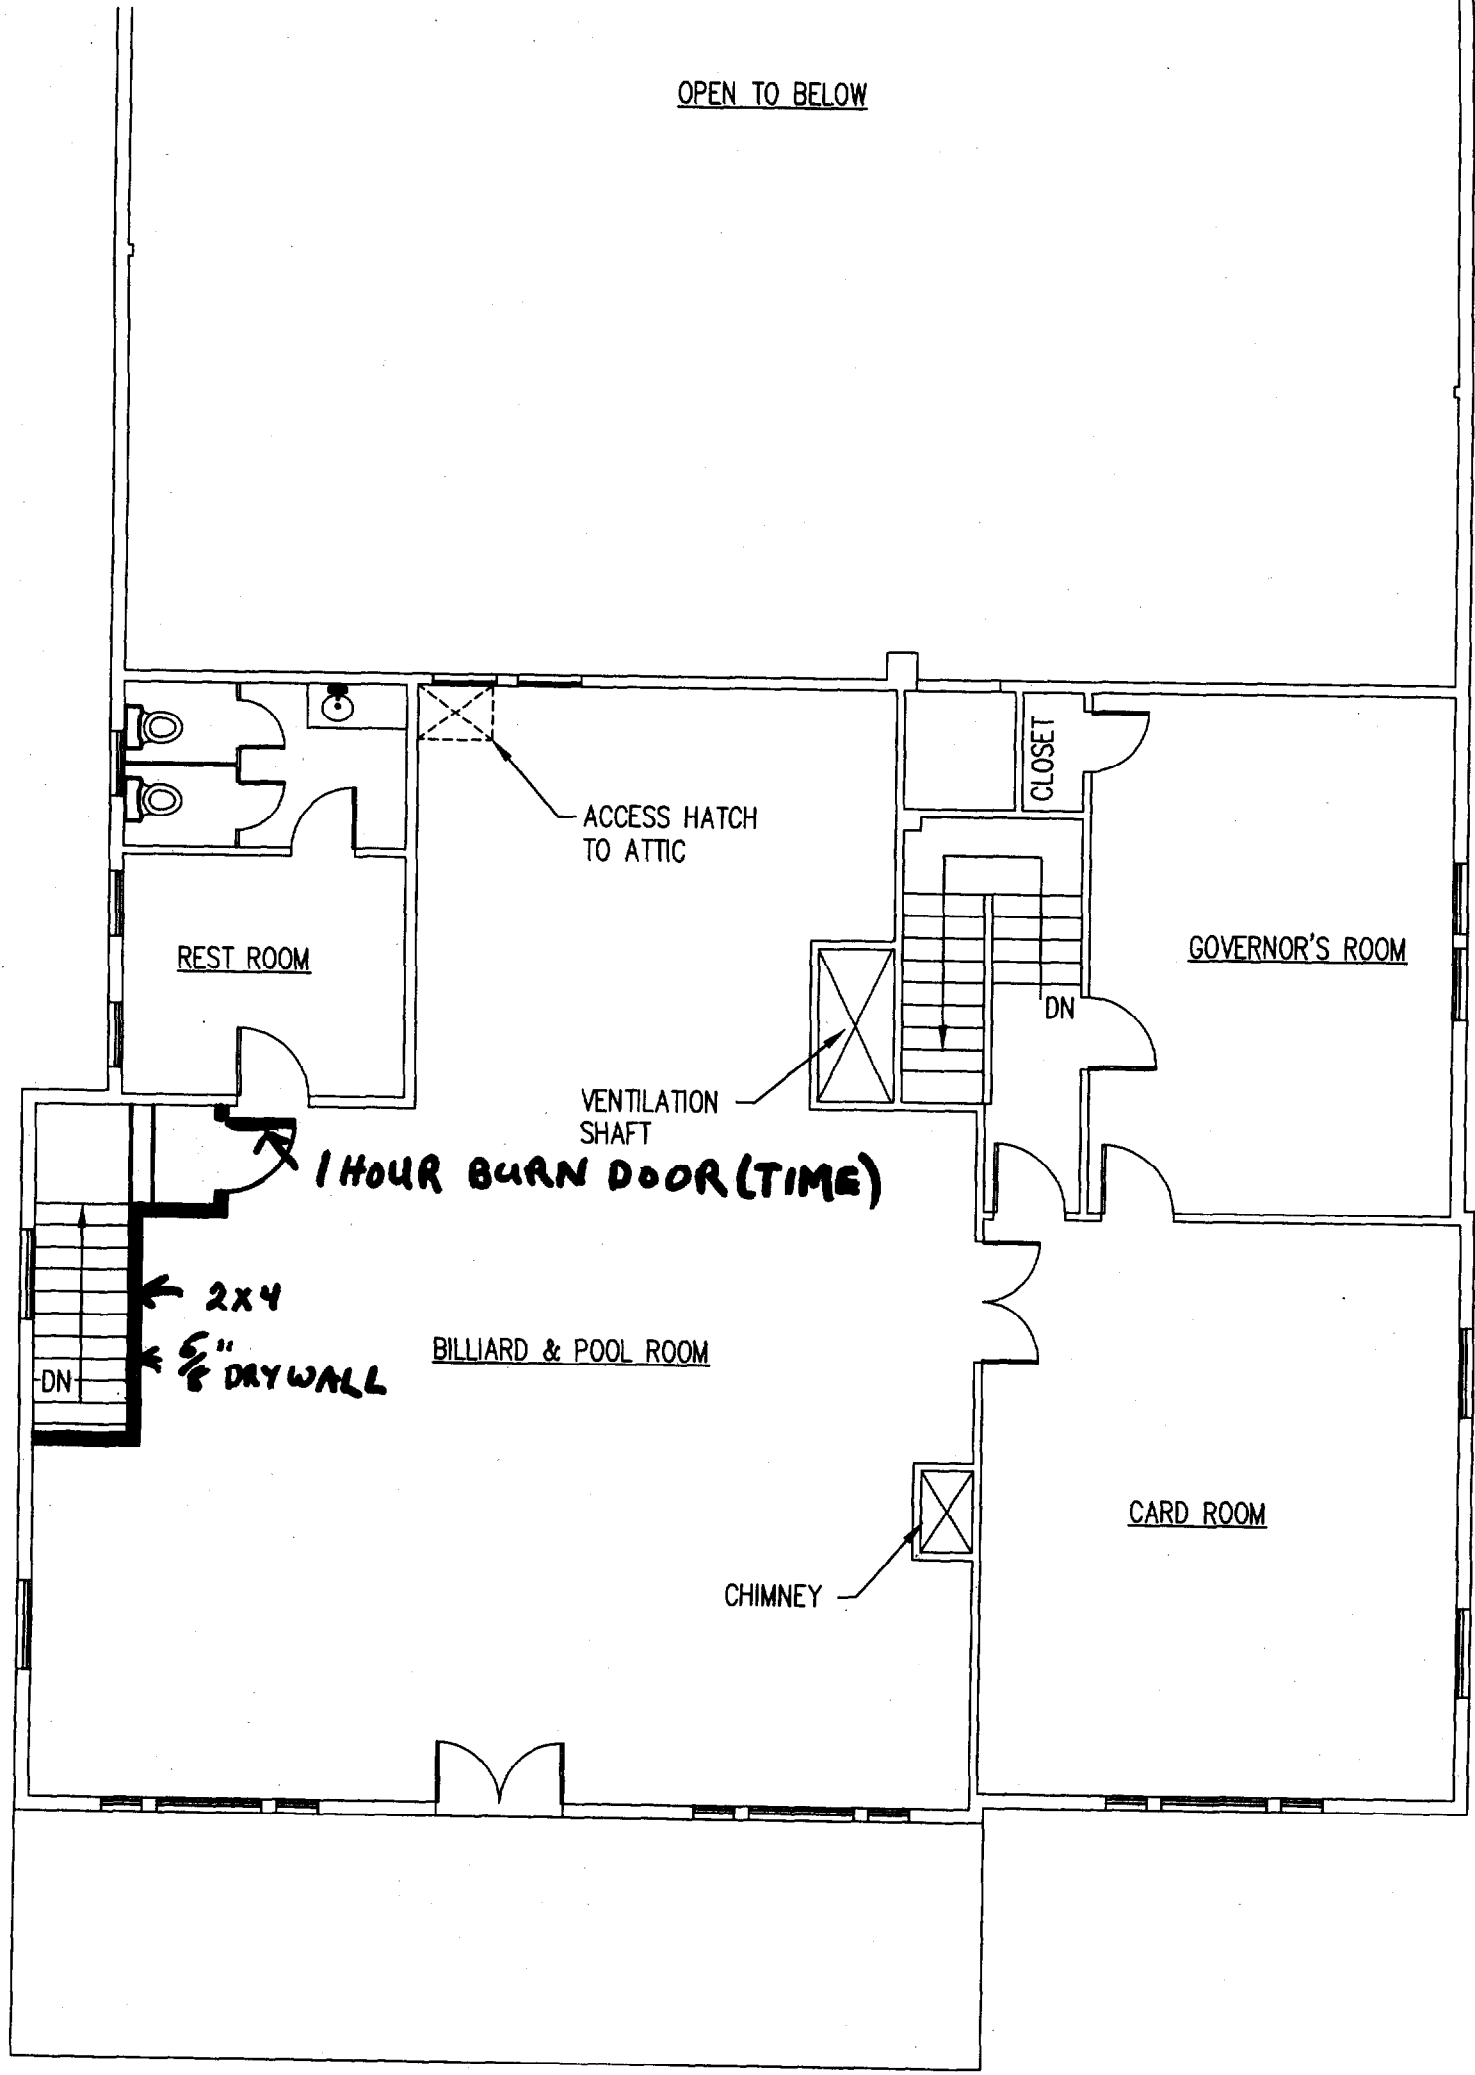 OPEN TO BELOW
CLOSET
ACCESS HATCH
TO ATTIC
REST ROOM
GOVERNOR'S ROOM
DN
VENTILATION
SHAFT
1 HOUR BURN DOOR (TIME)
2X4
5/8" DRYWALL
DN
BILLIARD & POOL ROOM
CARD ROOM
CHIMNEY